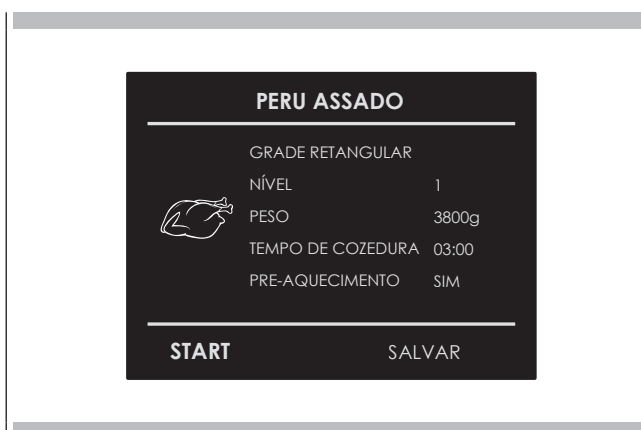 PERU ASSADO
GRADE RETANGULAR
NÍVEL 1
PESO 3800g
TEMPO DE COZEDURA 03:00
PRE-AQUECIMENTO SIM
START SALVAR